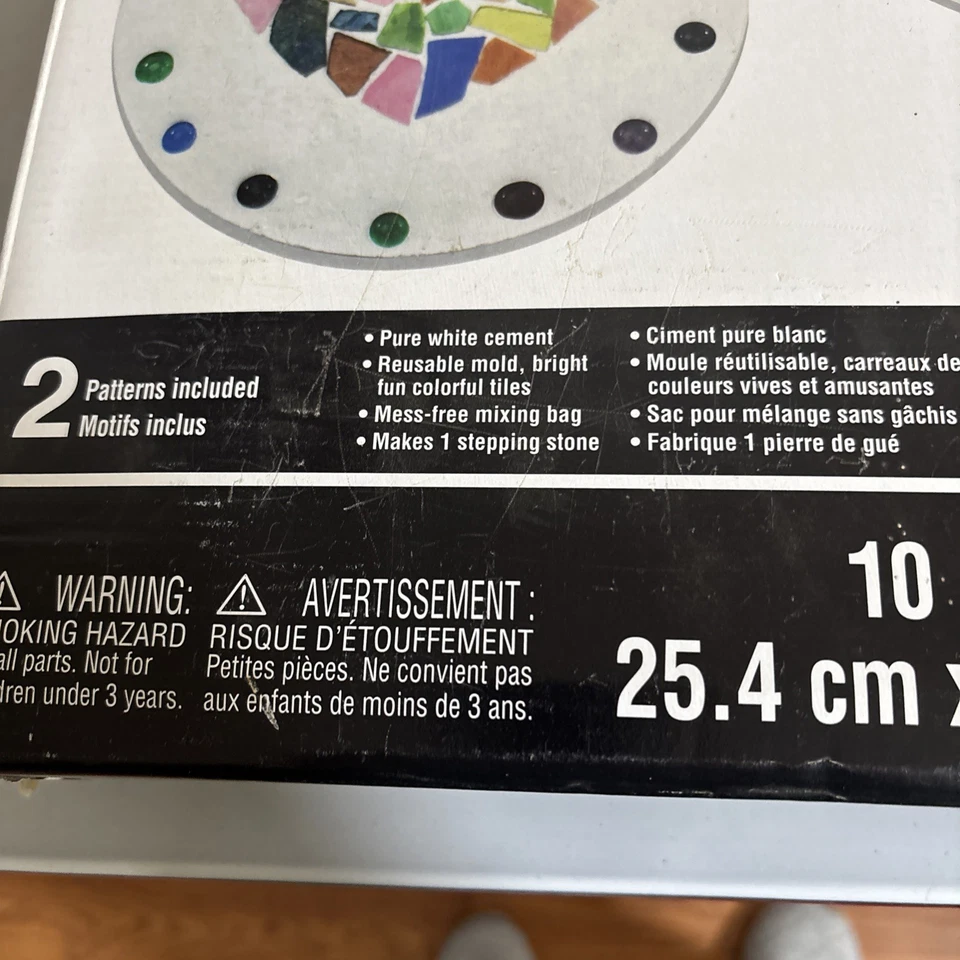 2 Patterns included
Motifs inclus
• Pure white cement
• Reusable mold, bright
fun colorful tiles
• Mess-free mixing bag
• Makes 1 stepping stone
• Ciment pure blanc
• Moule réutilisable, carreaux de
couleurs vives et amusantes
• Sac pour mélange sans gâchis
• Fabrique 1 pierre de gué
WARNING:
OKING HAZARD
all parts. Not for
dren under 3 years.
AVERTISSEMENT :
RISQUE D'ÉTOUFFEMENT
Petites pièces. Ne convient pas
aux enfants de moins de 3 ans.
10
25.4 cm x